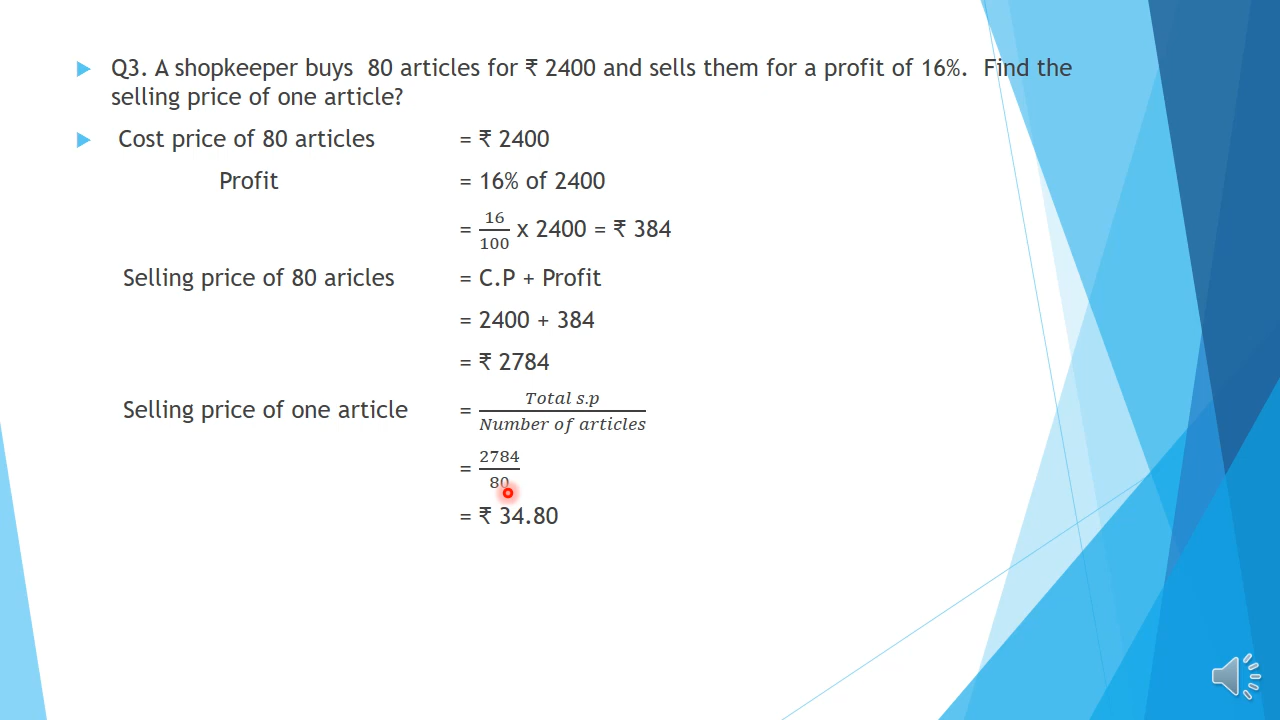 Q3. A shopkeeper buys  80 articles for ₹ 2400 and sells them for a profit of 16%.  Find the
selling price of one article?
Cost price of 80 articles = ₹ 2400
Profit = 16% of 2400
= 16/100 x 2400 = ₹ 384
Selling price of 80 aricles = C.P + Profit
= 2400 + 384
= ₹ 2784
Selling price of one article = Total s.p/Number of articles
= 2784/80
= ₹ 34.80